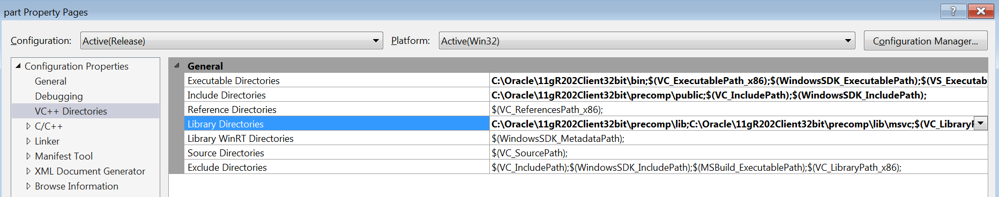 part Property Pages
?
Configuration: Active(Release) Platform: Active(Win32) Configuration Manager...
Configuration Properties
General
Debugging
VC++ Directories
C/C++
Linker
Manifest Tool
XML Document Generator
Browse Information
General
Executable Directories C:\Oracle\11gR202Client32bit\bin;$(VC_ExecutablePath_x86);$(WindowsSDK_ExecutablePath);$(VS_Executab
Include Directories C:\Oracle\11gR202Client32bit\precomp\public;$(VC_IncludePath);$(WindowsSDK_IncludePath);
Reference Directories $(VC_ReferencesPath_x86);
Library Directories C:\Oracle\11gR202Client32bit\precomp\lib;C:\Oracle\11gR202Client32bit\precomp\lib\msvc;$(VC_LibraryP
Library WinRT Directories $(WindowsSDK_MetadataPath);
Source Directories $(VC_SourcePath);
Exclude Directories $(VC_IncludePath);$(WindowsSDK_IncludePath);$(MSBuild_ExecutablePath);$(VC_LibraryPath_x86);